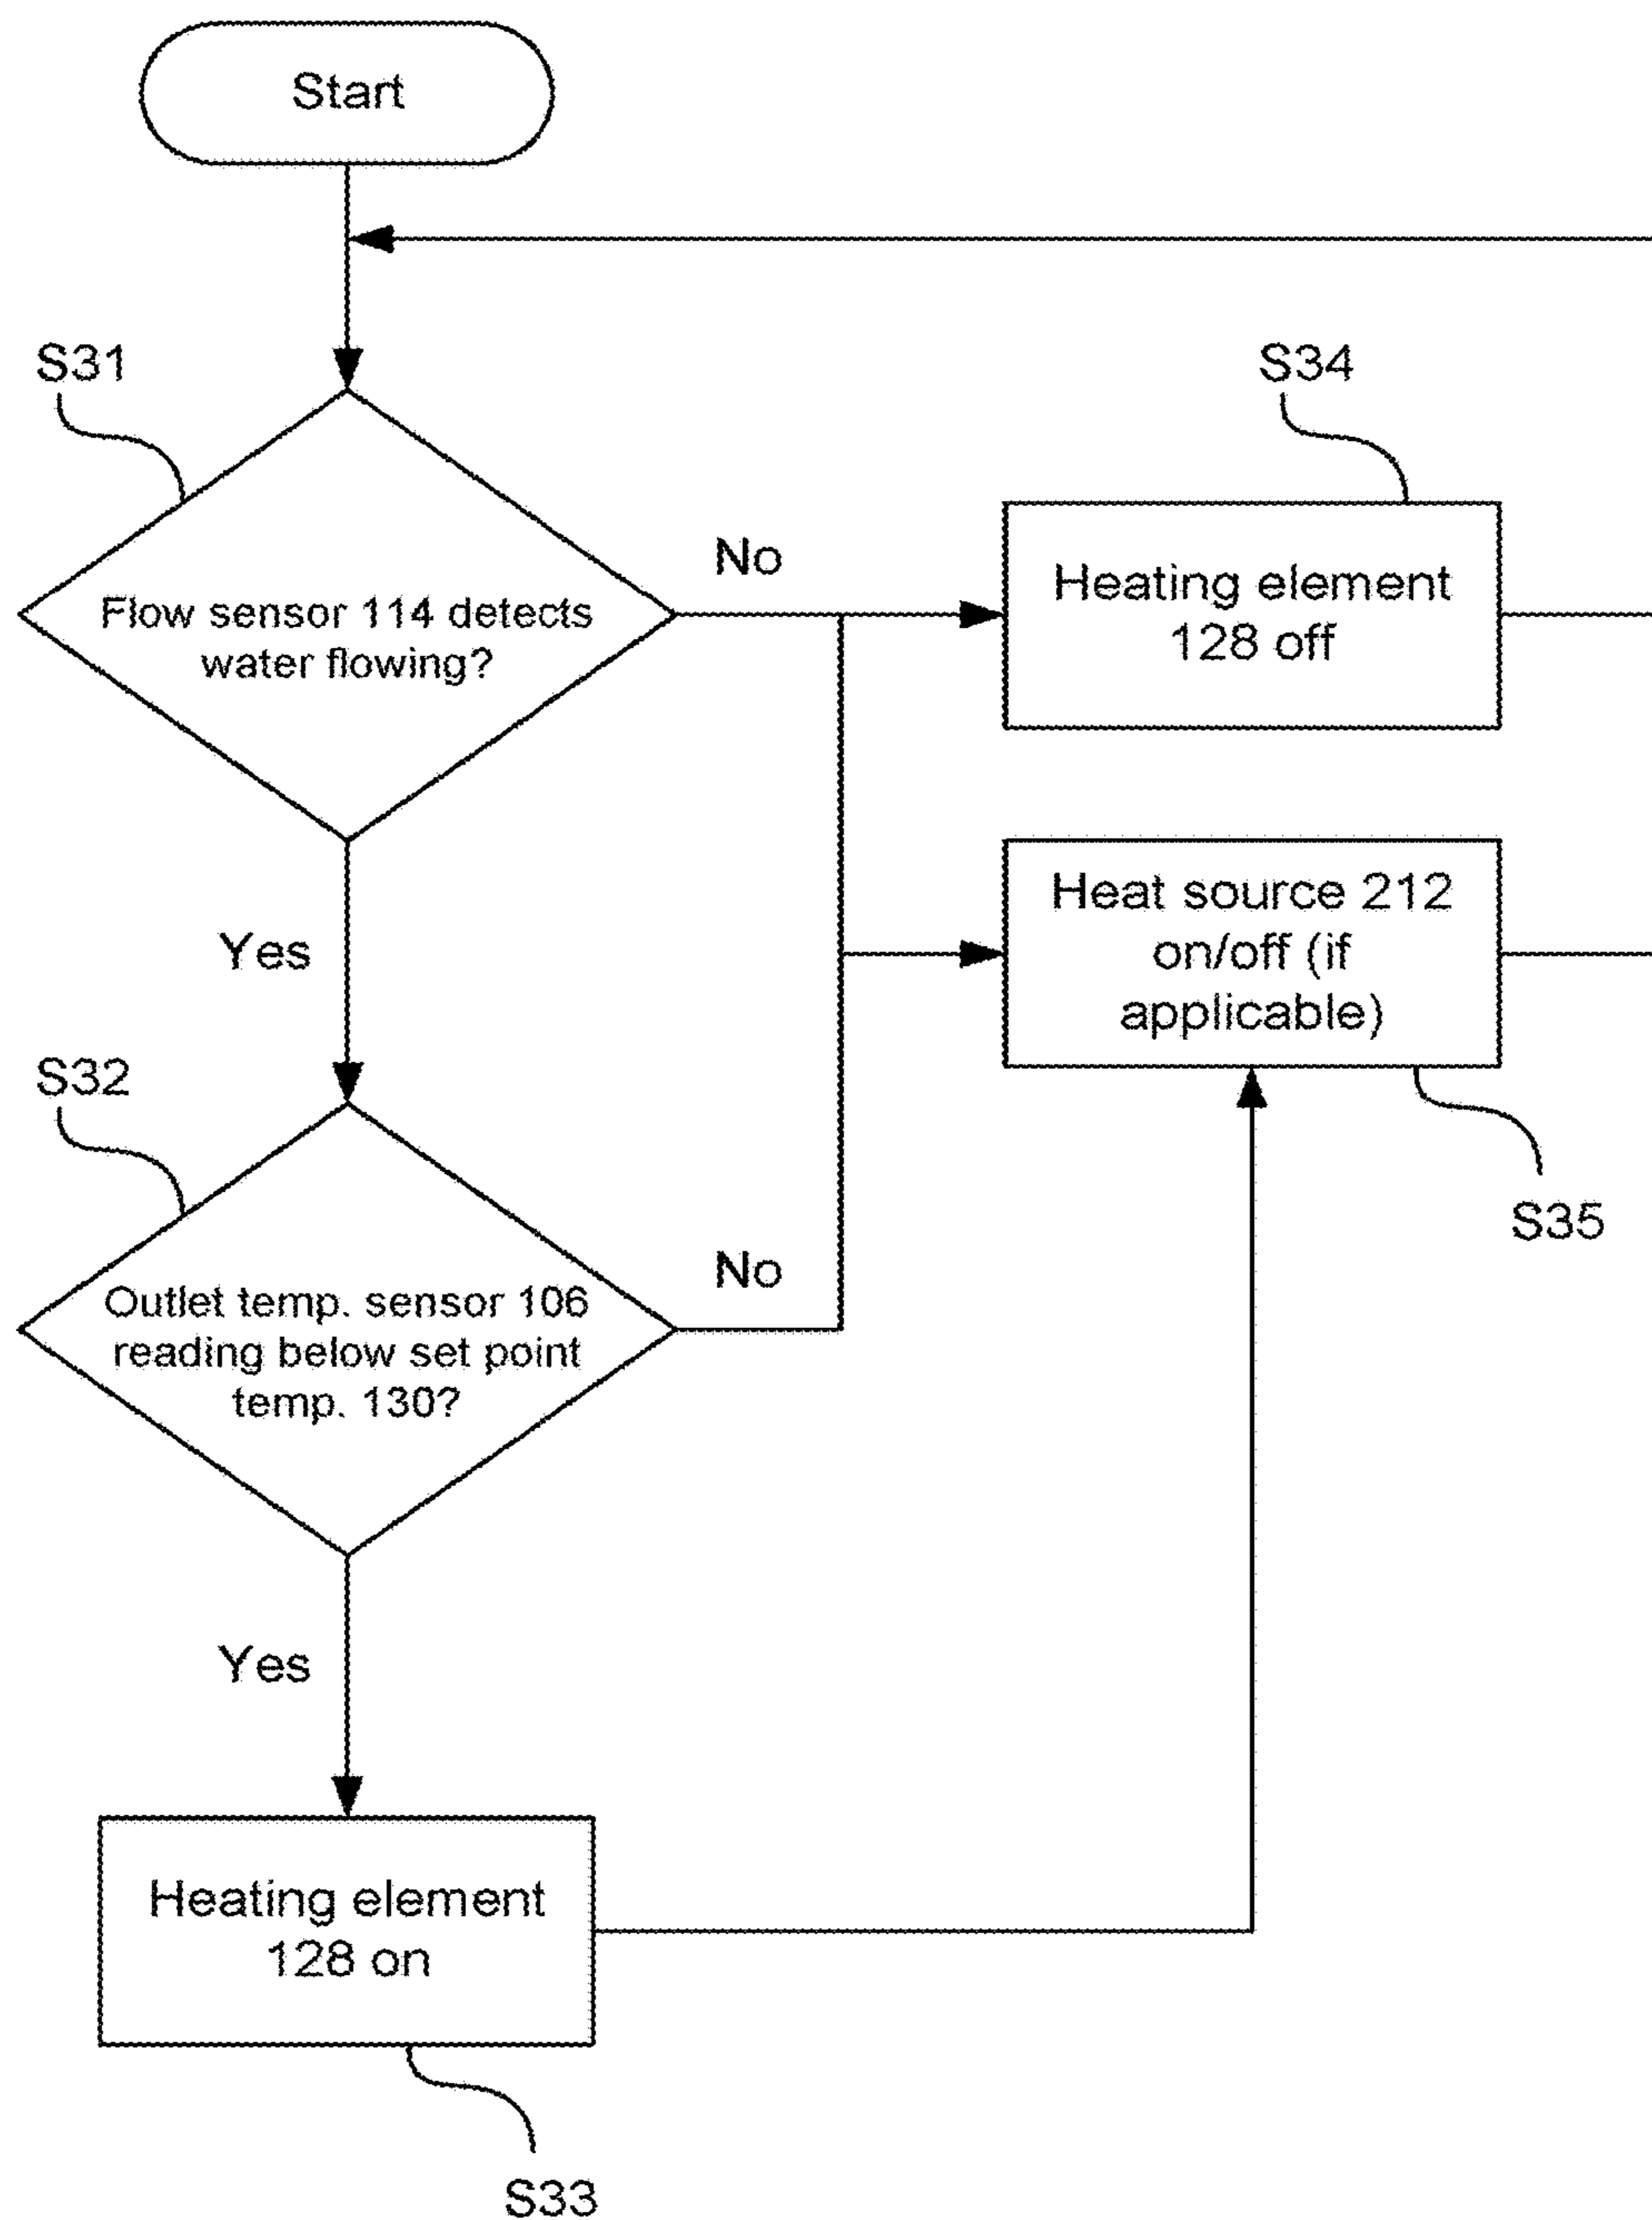 Start
S31
S34
No
Flow sensor 114 detects
water flowing?
Heating element
128 off
Yes
Heat source 212
on/off (if
applicable)
S32
S35
No
Outlet temp. sensor 106
reading below set point
temp. 130?
Yes
Heating element
128 on
S33